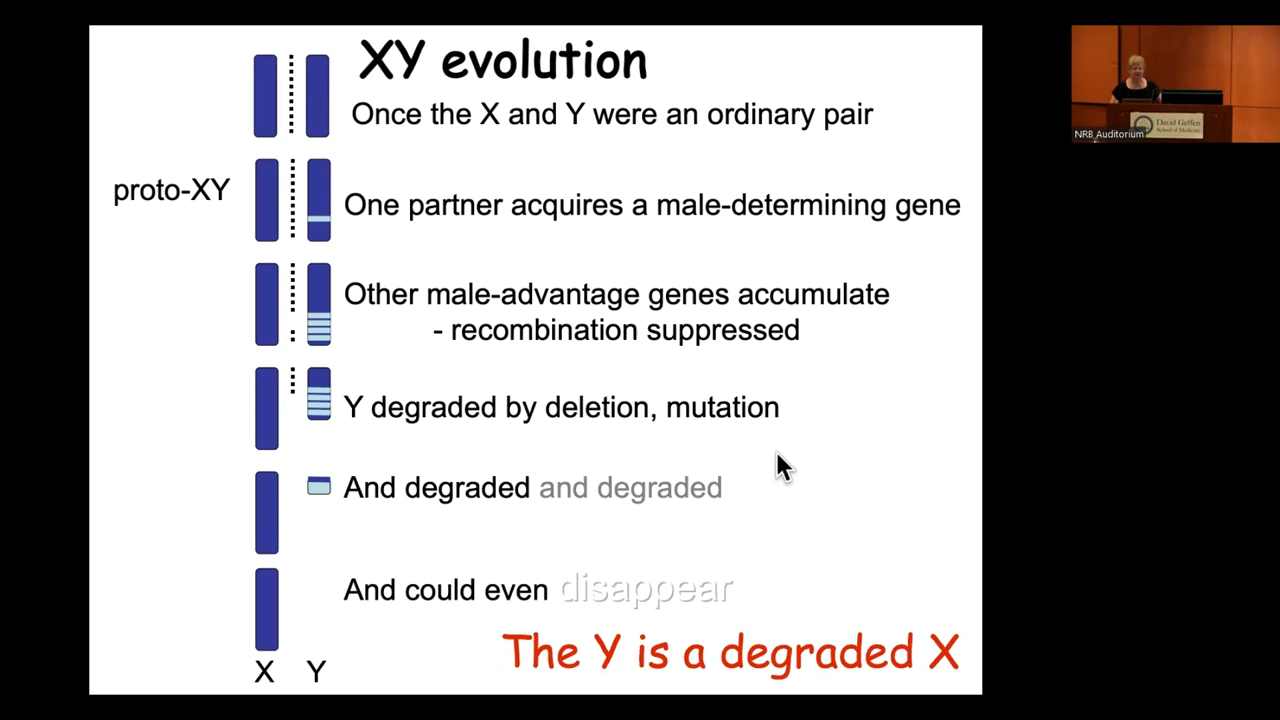 XY evolution
Once the X and Y were an ordinary pair
proto-XY
One partner acquires a male-determining gene
Other male-advantage genes accumulate
- recombination suppressed
Y degraded by deletion, mutation
And degraded and degraded
And could even disappear
The Y is a degraded X
X Y
David Geffen
School of Medicine
NRB_Auditorium